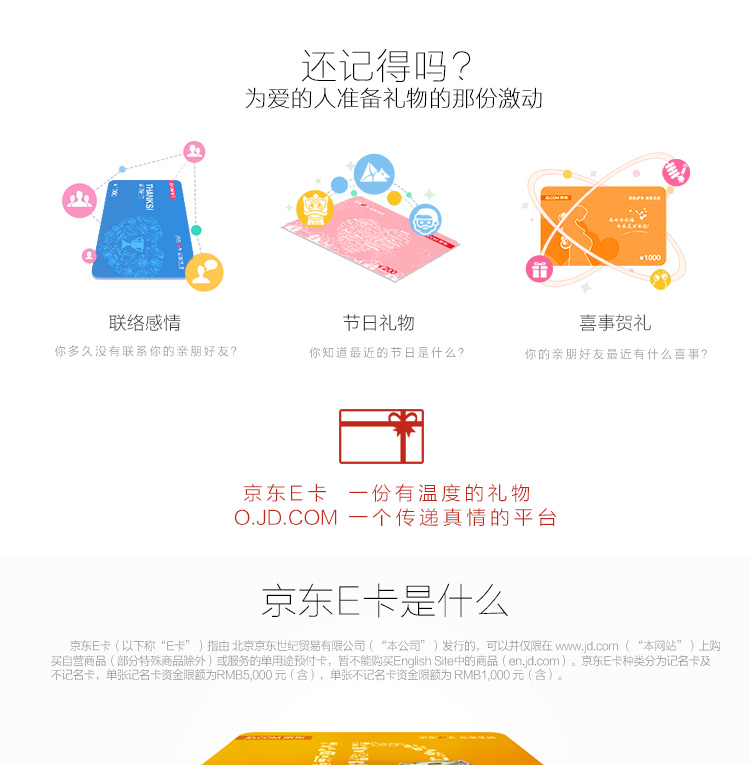 还记得吗?
为爱的人准备礼物的那份激动
THANKS!
¥200
JD.COM 京东
¥1000
联络感情
节日礼物
喜事贺礼
你多久没有联系你的亲朋好友?
你知道最近的节日是什么?
你的亲朋好友最近有什么喜事?
京东E卡 一份有温度的礼物
O.JD.COM 一个传递真情的平台
京东E卡是什么
京东E卡（以下称“E卡”）指由 北京京东世纪贸易有限公司（ “本公司” ）发行的，可以并仅限在 www.jd.com （ “本网站” ）上购
买自营商品（部分特殊商品除外）或服务的单用途预付卡，暂不能购买English Site中的商品（en.jd.com）。京东E卡种类分为记名卡及
不记名卡，单张记名卡资金限额为RMB5,000 元（含），单张不记名卡资金限额为 RMB1,000 元（含）。
JD.COM 京东